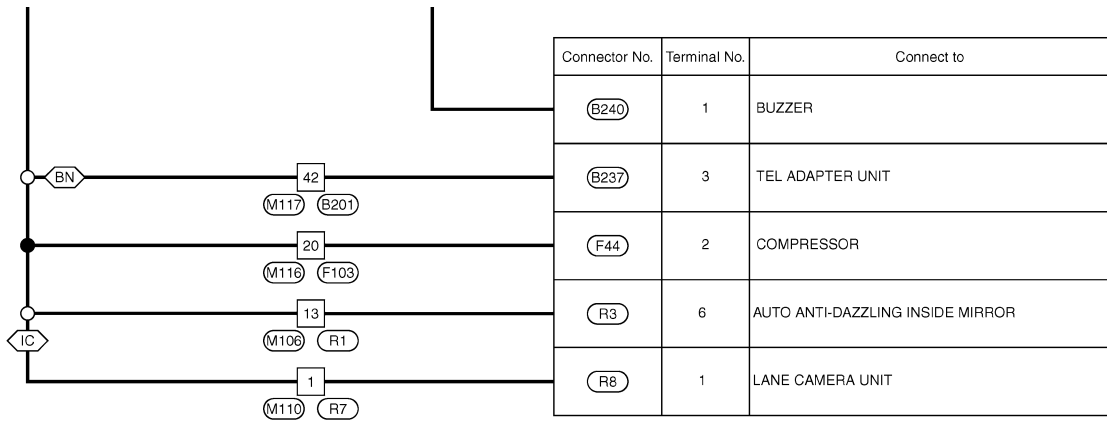 Connector No. Terminal No. Connect to
B240 1 BUZZER
BN 42 B237 3 TEL ADAPTER UNIT
M117 B201
20 F44 2 COMPRESSOR
M116 F103
13 R3 6 AUTO ANTI-DAZZLING INSIDE MIRROR
IC M106 R1
1 R8 1 LANE CAMERA UNIT
M110 R7